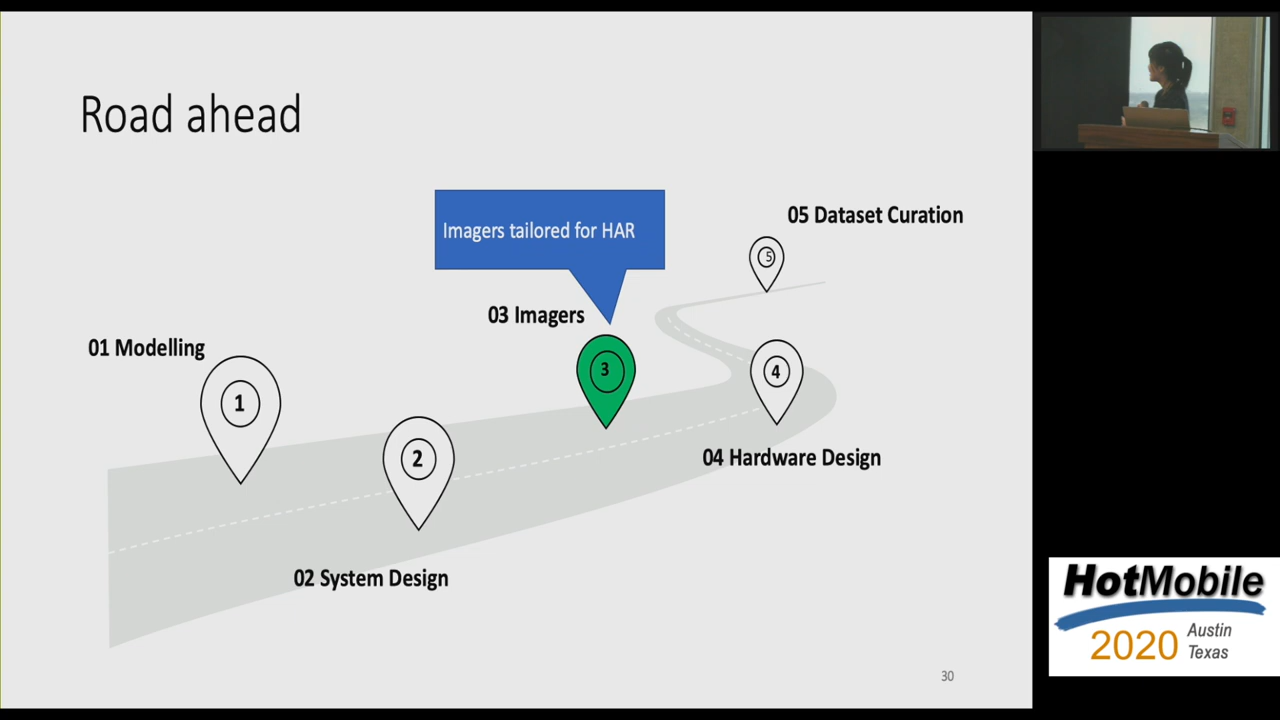 Road ahead
Imagers tailored for HAR
05 Dataset Curation
5
03 Imagers
01 Modelling
3
4
1
2
04 Hardware Design
02 System Design
30
HotMobile
2020 Austin
Texas